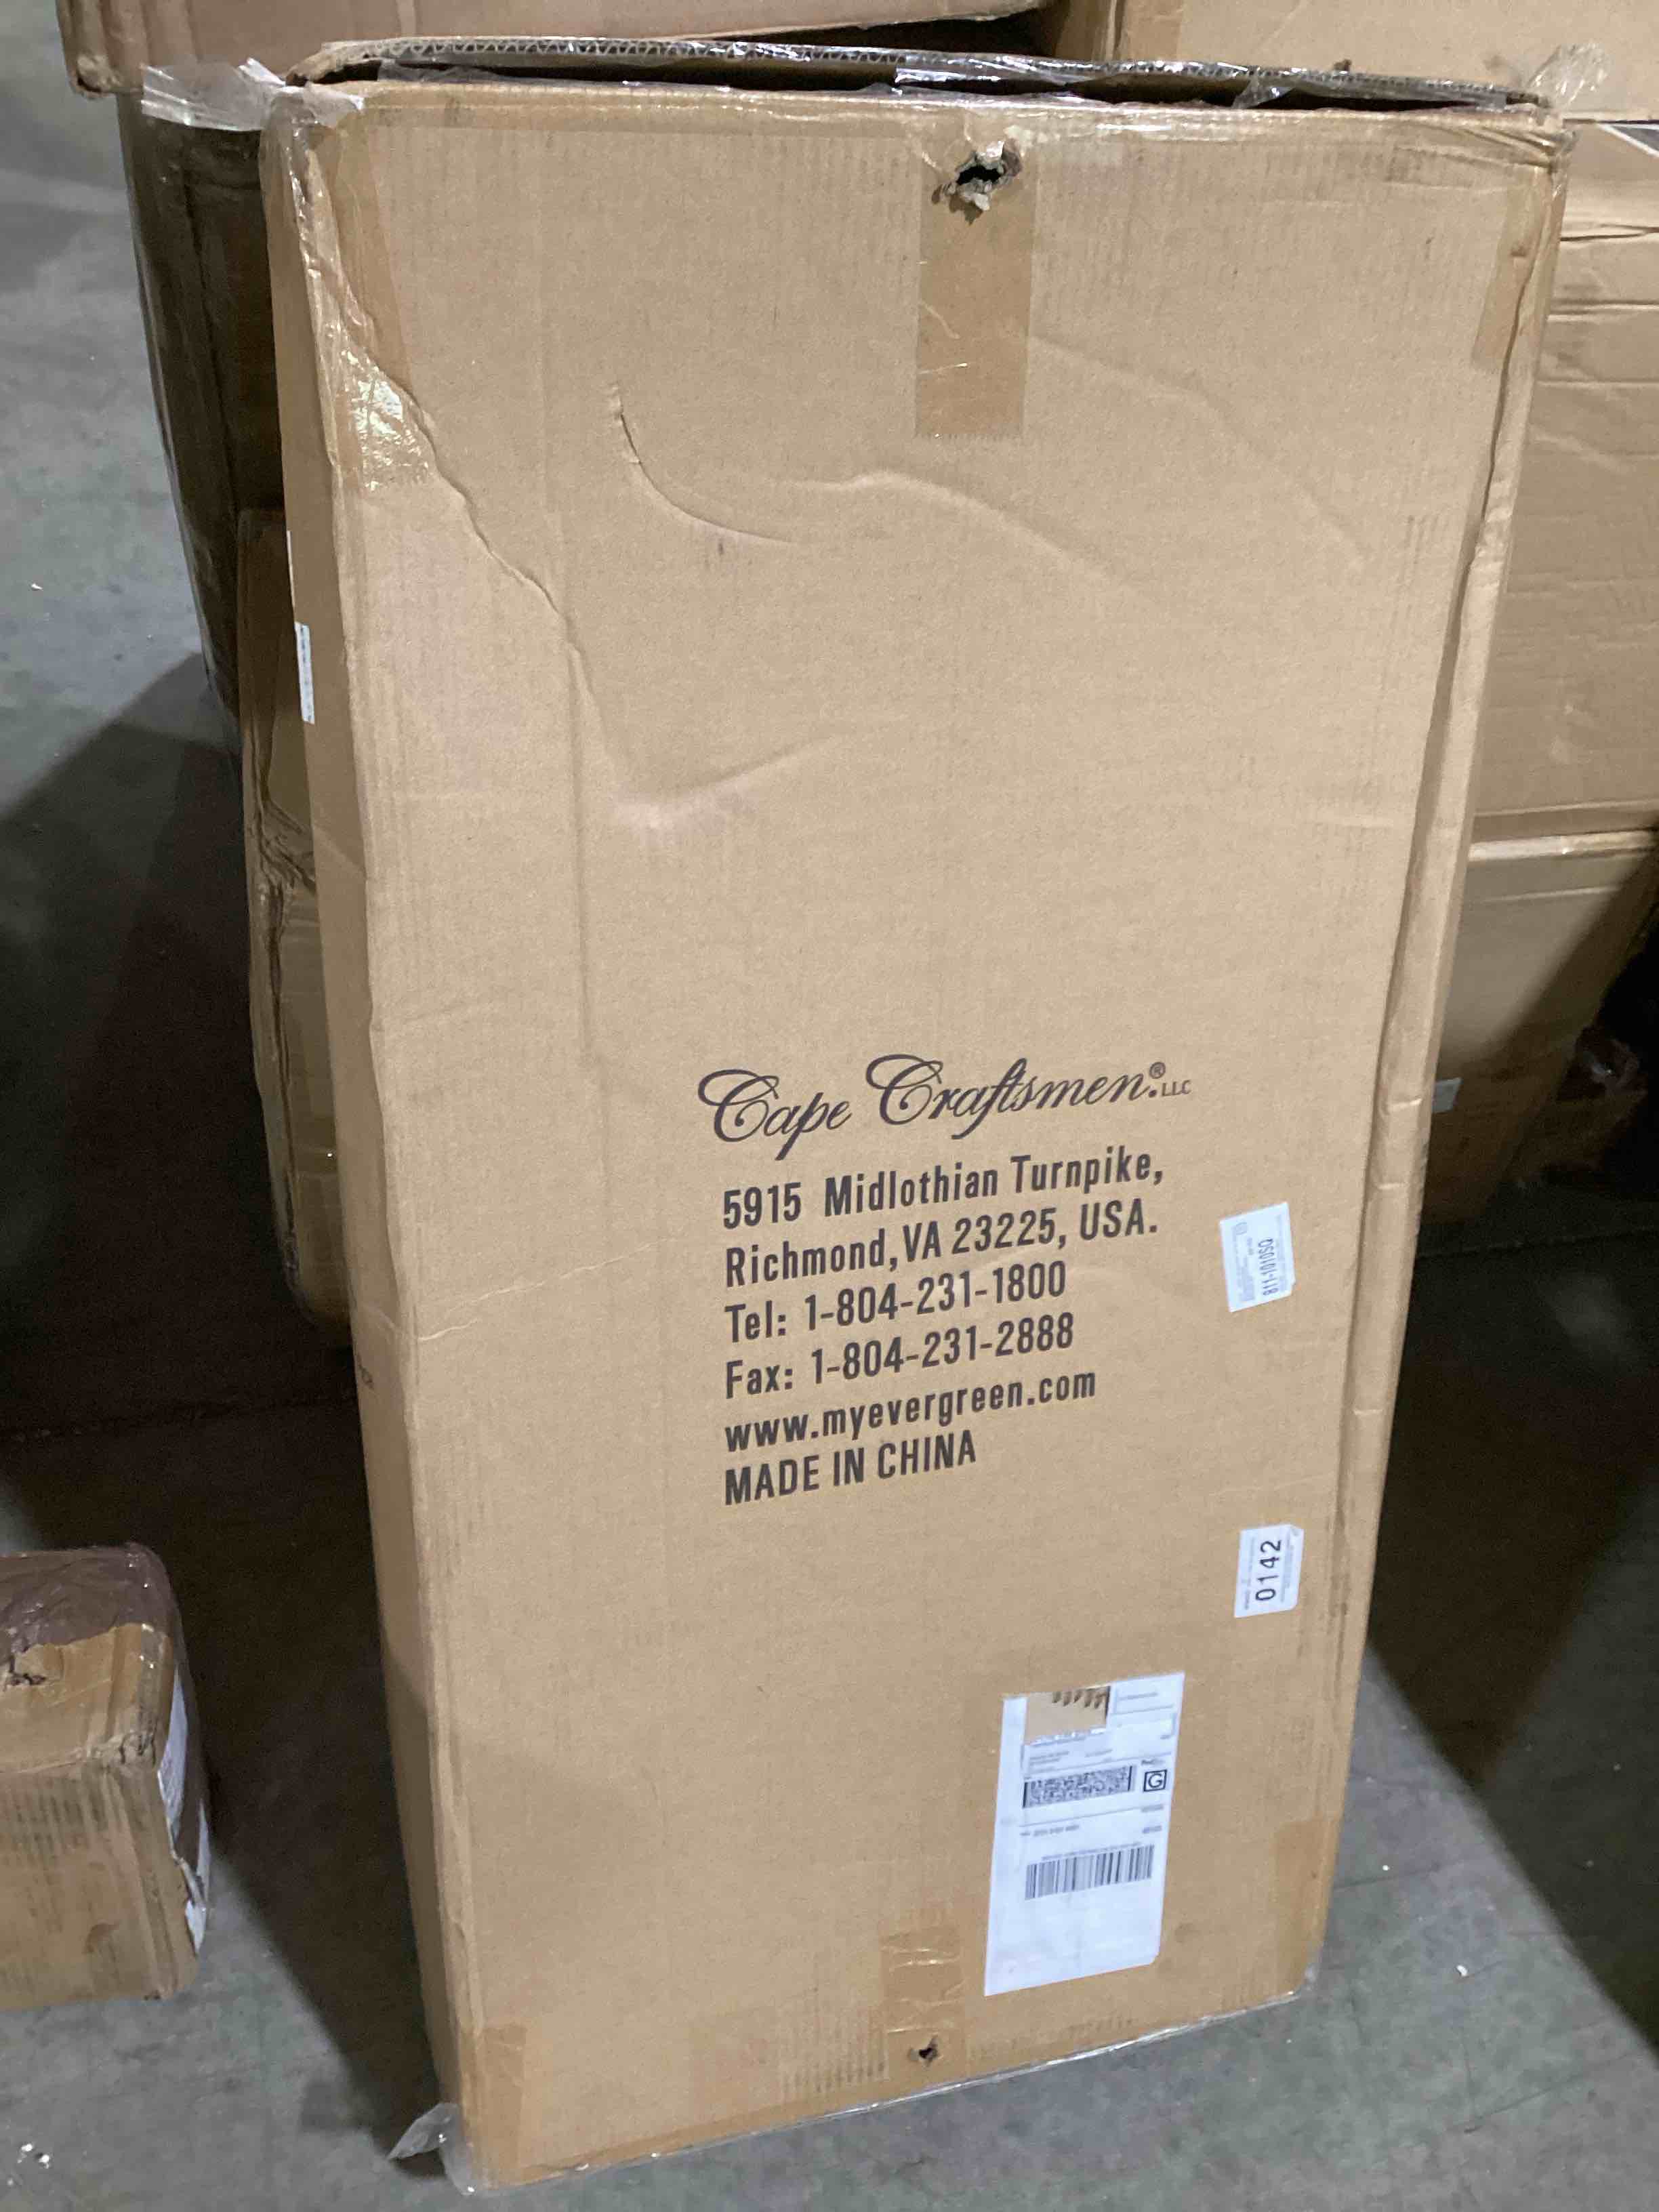 Cape Craftsmen®.LLC
5915 Midlothian Turnpike,
Richmond, VA 23225, USA.
Tel: 1-804-231-1800
Fax: 1-804-231-2888
www.myevergreen.com
MADE IN CHINA
0142
G